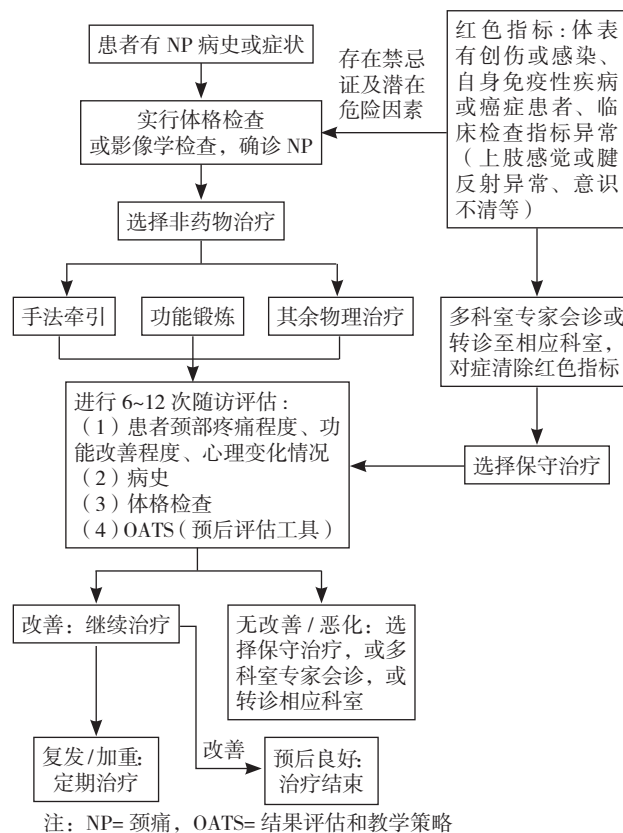 患者有 NP 病史或症状
存在禁忌
证及潜在
危险因素
红色指标：体表
有创伤或感染、
自身免疫性疾病
或癌症患者、临
床检查指标异常
（上肢感觉或腱
反射异常、意识
不清等）
实行体格检查
或影像学检查，确诊 NP
选择非药物治疗
手法牵引
功能锻炼
其余物理治疗
多科室专家会诊或
转诊至相应科室，
对症清除红色指标
进行 6~12 次随访评估：
（1）患者颈部疼痛程度、功
能改善程度、心理变化情况
（2）病史
（3）体格检查
（4）OATS（预后评估工具）
选择保守治疗
改善：继续治疗
无改善 / 恶化：选
择保守治疗，或多
科室专家会诊，或
转诊相应科室
复发/加重：
定期治疗
改善
预后良好：
治疗结束
注：NP= 颈痛，OATS= 结果评估和教学策略